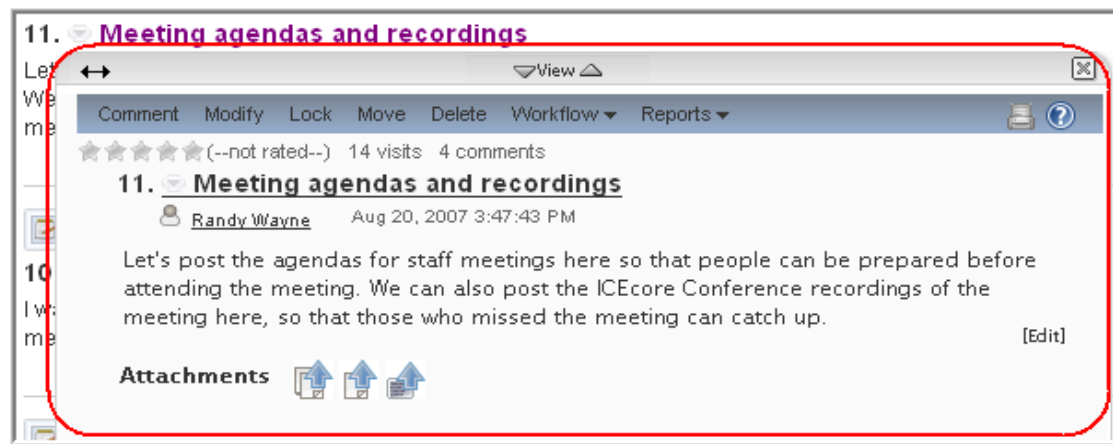 11. Meeting agendas and recordings
Let
View
We
me
Comment Modify Lock Move Delete Workflow Reports
(--not rated--) 14 visits 4 comments
11. Meeting agendas and recordings
Randy Wayne Aug 20, 2007 3:47:43 PM
Let's post the agendas for staff meetings here so that people can be prepared before
attending the meeting. We can also post the ICEcore Conference recordings of the
meeting here, so that those who missed the meeting can catch up.
[Edit]
10
I wa
me
Attachments